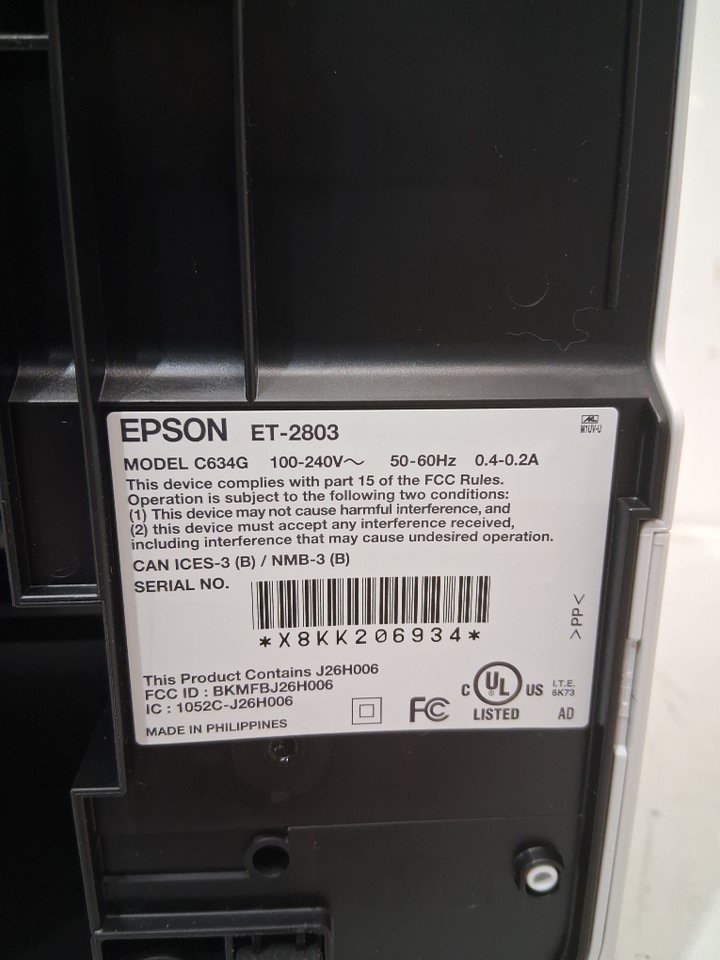 EPSON ET-2803
M1UV-U
MODEL C634G 100-240V～ 50-60Hz 0.4-0.2A
This device complies with part 15 of the FCC Rules.
Operation is subject to the following two conditions:
(1) This device may not cause harmful interference, and
(2) this device must accept any interference received,
including interference that may cause undesired operation.
CAN ICES-3 (B) / NMB-3 (B)
SERIAL NO.
*X8KK206934*
>PP<
This Product Contains J26H006
FCC ID : BKMFBJ26H006
IC : 1052C-J26H006
MADE IN PHILIPPINES
FC
C UL US
LISTED
I.T.E.
6K73
AD